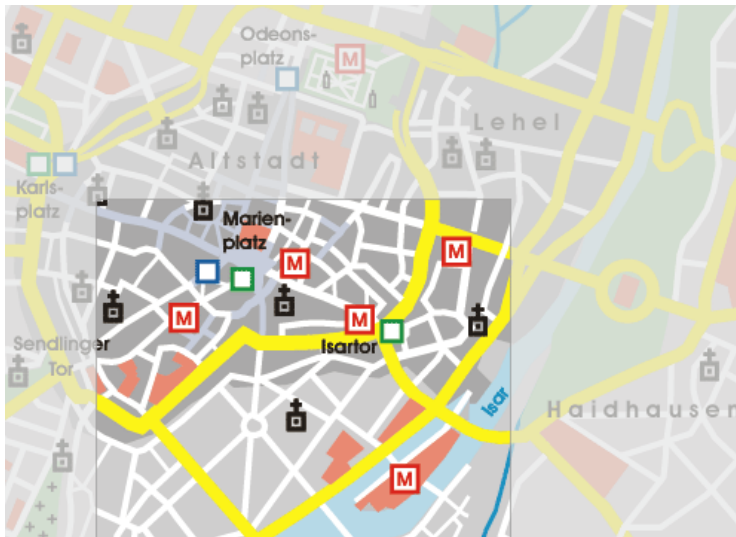 Odeons-
platz
M
Lehel
Altstadt
Karls-
platz
Marien-
platz
M
M
M
M
Isartor
Sendlinger
Tor
Isar
Haidhausen
M